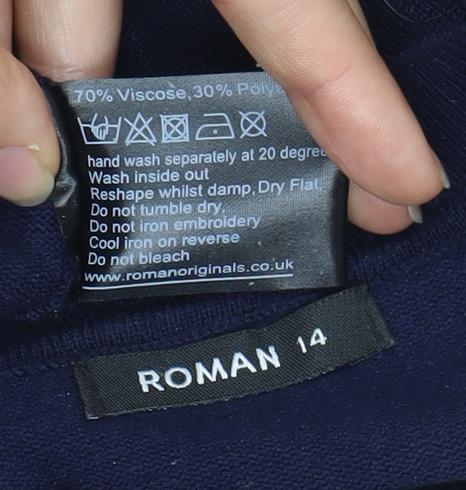 70% Viscose, 30% Poly
hand wash separately at 20 degree
Wash inside out
Reshape whilst damp, Dry Flat,
Do not tumble dry,
Do not iron embroidery
Cool iron on reverse
Do not bleach
www.romanoriginals.co.uk
ROMAN 14